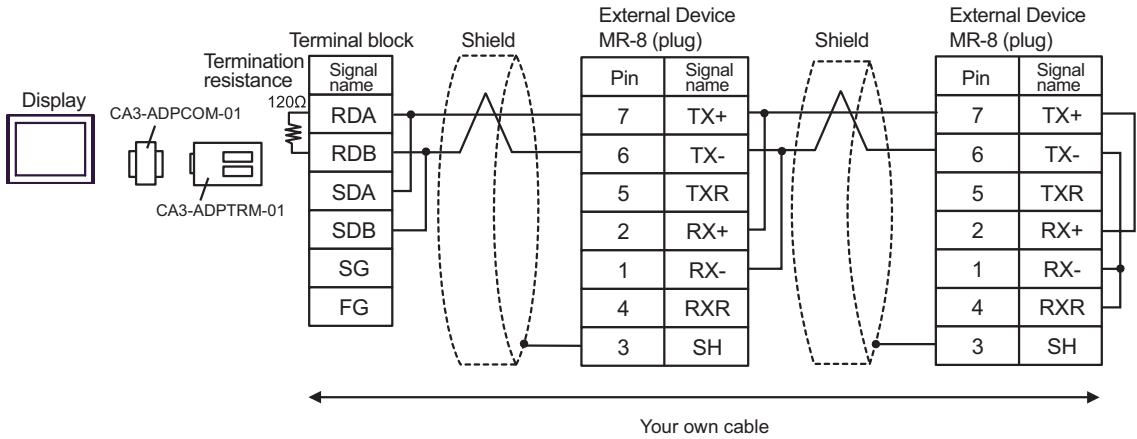 External Device
MR-8 (plug)
External Device
MR-8 (plug)
Terminal block
Shield
Shield
Termination
resistance
120Ω
Display
CA3-ADPCOM-01
CA3-ADPTRM-01
Signal
name
RDA
RDB
SDA
SDB
SG
FG
Pin Signal
name
7 TX+
6 TX-
5 TXR
2 RX+
1 RX-
4 RXR
3 SH
Pin Signal
name
7 TX+
6 TX-
5 TXR
2 RX+
1 RX-
4 RXR
3 SH
Your own cable